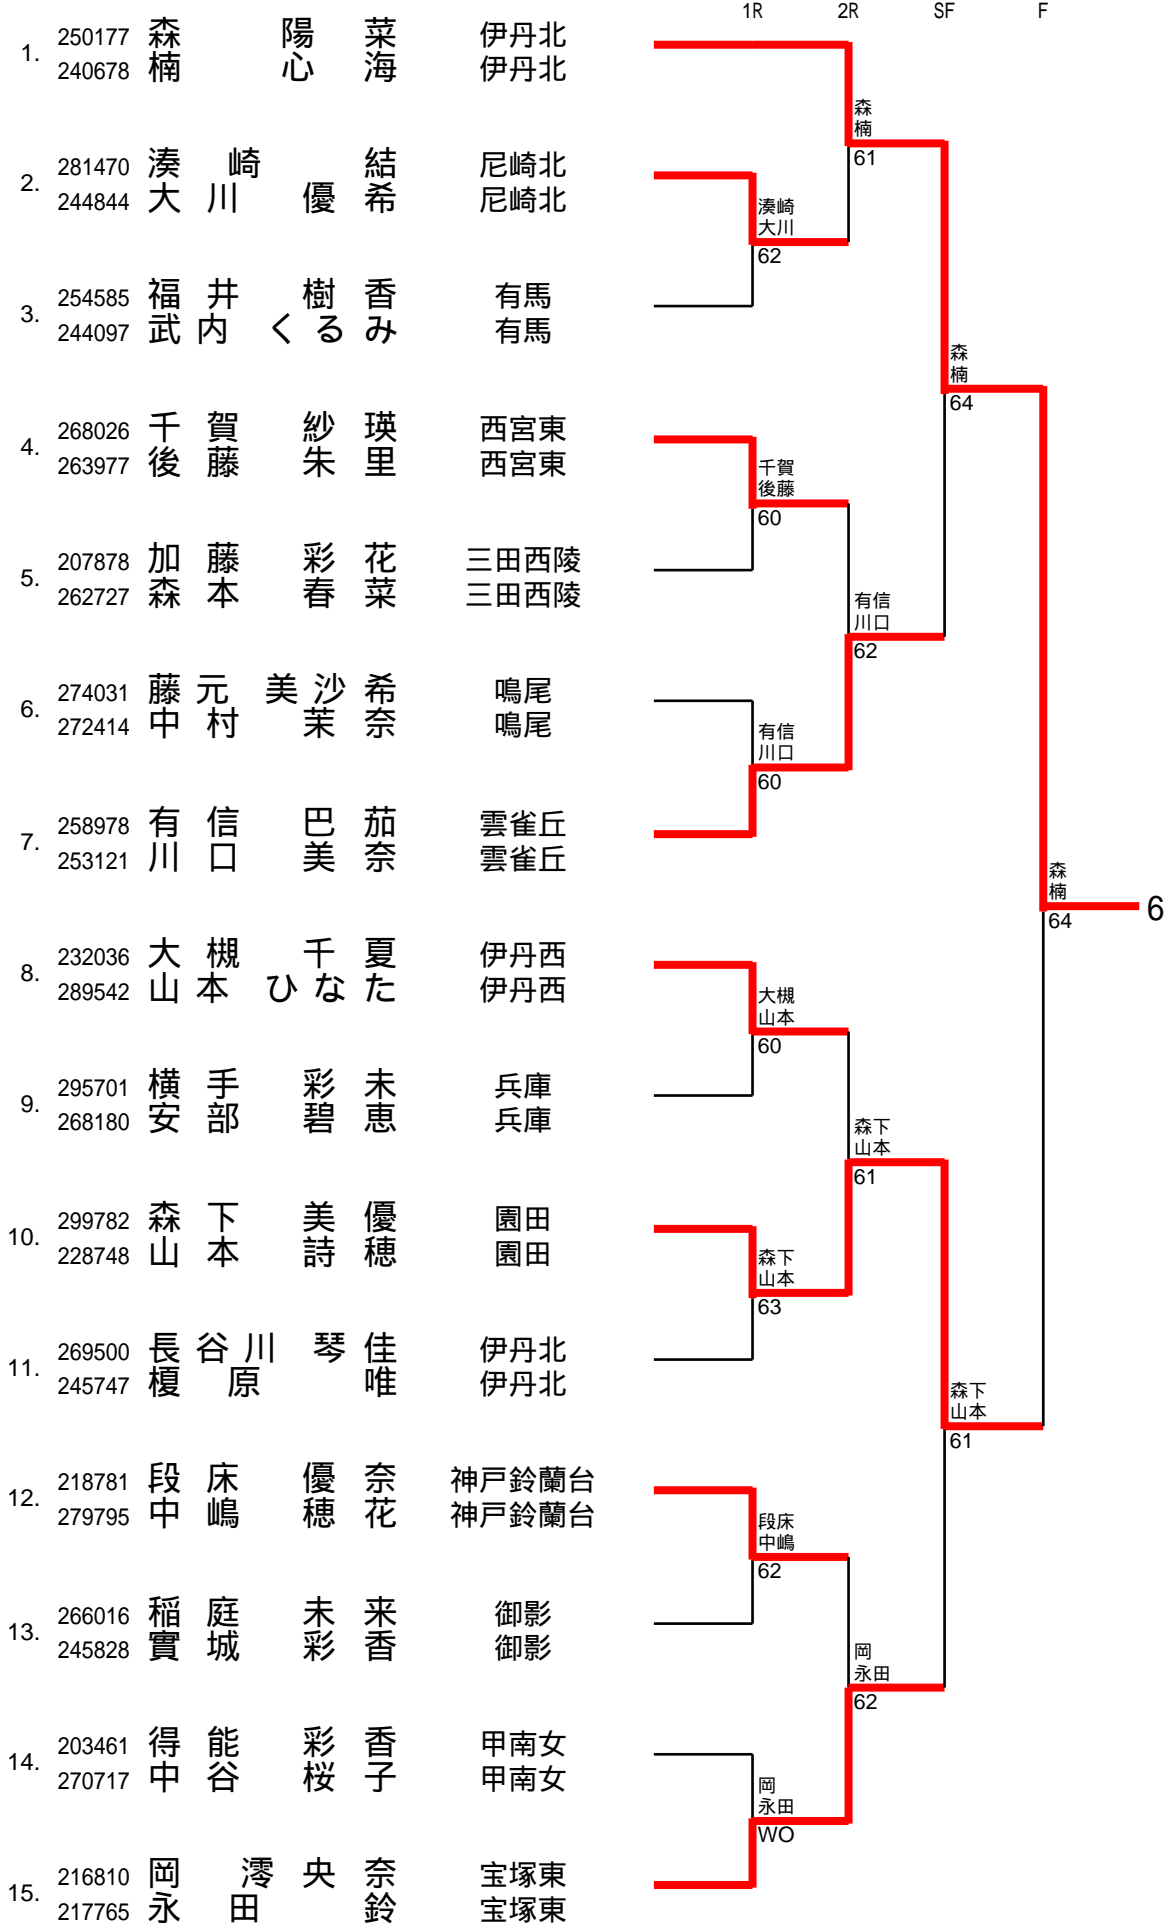 1R 2R SF F
1. 250177 森 陽菜 伊丹北
240678 楠 心海 伊丹北
森
楠
61
2. 281470 湊崎 結 尼崎北
244844 大川 優希 尼崎北
湊崎
大川
62
3. 254585 福井 樹香 有馬
244097 武内 くるみ 有馬
森
楠
64
4. 268026 千賀 紗瑛 西宮東
263977 後藤 朱里 西宮東
千賀
後藤
60
5. 207878 加藤 彩花 三田西陵
262727 森本 春菜 三田西陵
有信
川口
62
6. 274031 藤元 美沙希 鳴尾
272414 中村 茉奈 鳴尾
有信
川口
60
7. 258978 有信 巴茄 雲雀丘
253121 川口 美奈 雲雀丘
森
楠
64
6
8. 232036 大槻 千夏 伊丹西
289542 山本 ひなた 伊丹西
大槻
山本
60
9. 295701 横手 彩未 兵庫
268180 安部 碧恵 兵庫
森下
山本
61
10. 299782 森下 美優 園田
228748 山本 詩穂 園田
森下
山本
63
11. 269500 長谷川 琴佳 伊丹北
245747 榎原 唯 伊丹北
森下
山本
61
12. 218781 段床 優奈 神戸鈴蘭台
279795 中嶋 穂花 神戸鈴蘭台
段床
中嶋
62
13. 266016 稲庭 未来 御影
245828 實城 彩香 御影
岡
永田
62
14. 203461 得能 彩香 甲南女
270717 中谷 桜子 甲南女
岡
永田
WO
15. 216810 岡 澪央奈 宝塚東
217765 永田 鈴 宝塚東